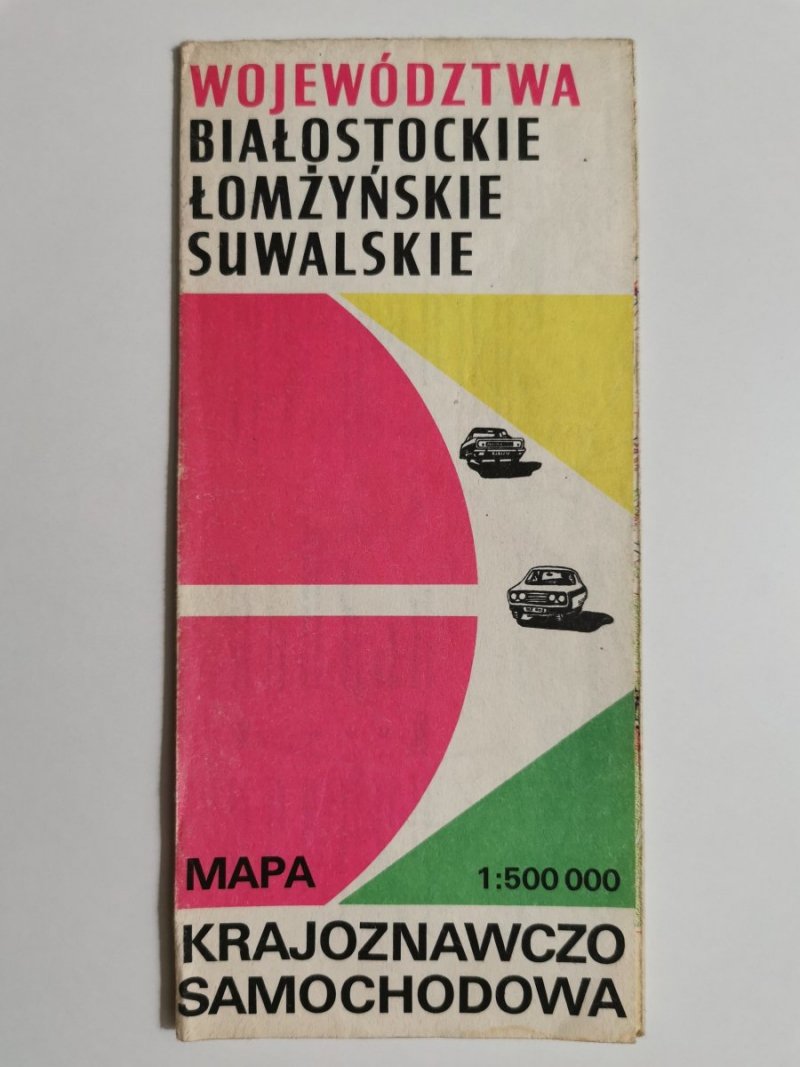 WOJEWÓDZTWA
BIAŁOSTOCKIE
ŁOMŻYŃSKIE
SUWALSKIE
MAPA 1:500 000
KRAJOZNAWCZO
SAMOCHODOWA